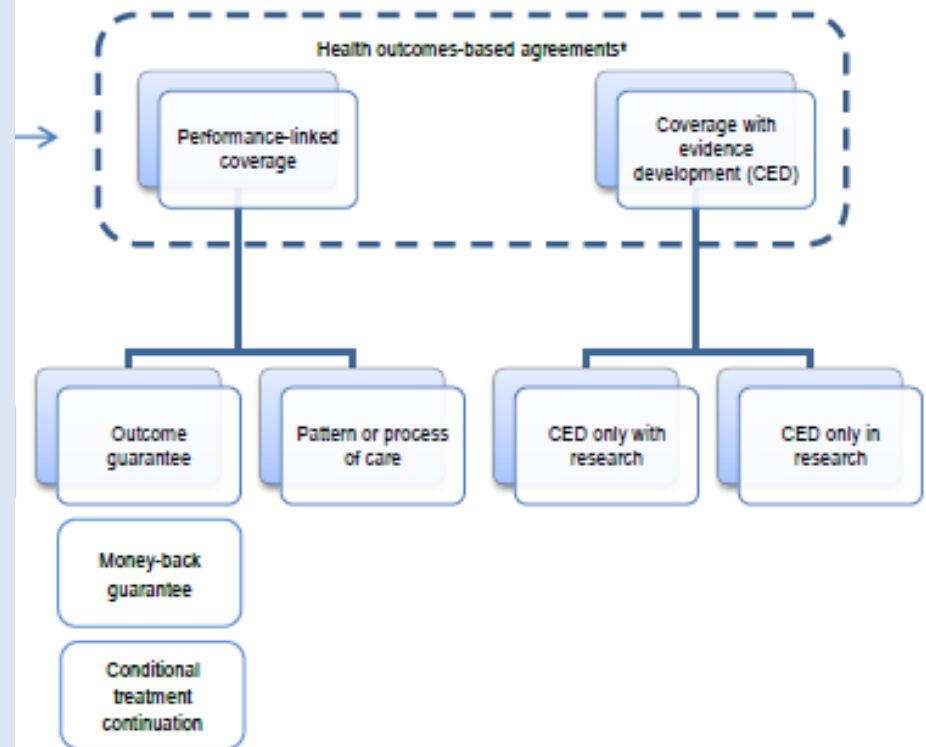 Health outcomes-based agreements*
Performance-linked
coverage
Coverage with
evidence
development (CED)
Outcome
guarantee
Pattern or process
of care
CED only with
research
CED only in
research
Money-back
guarantee
Conditional
treatment
continuation